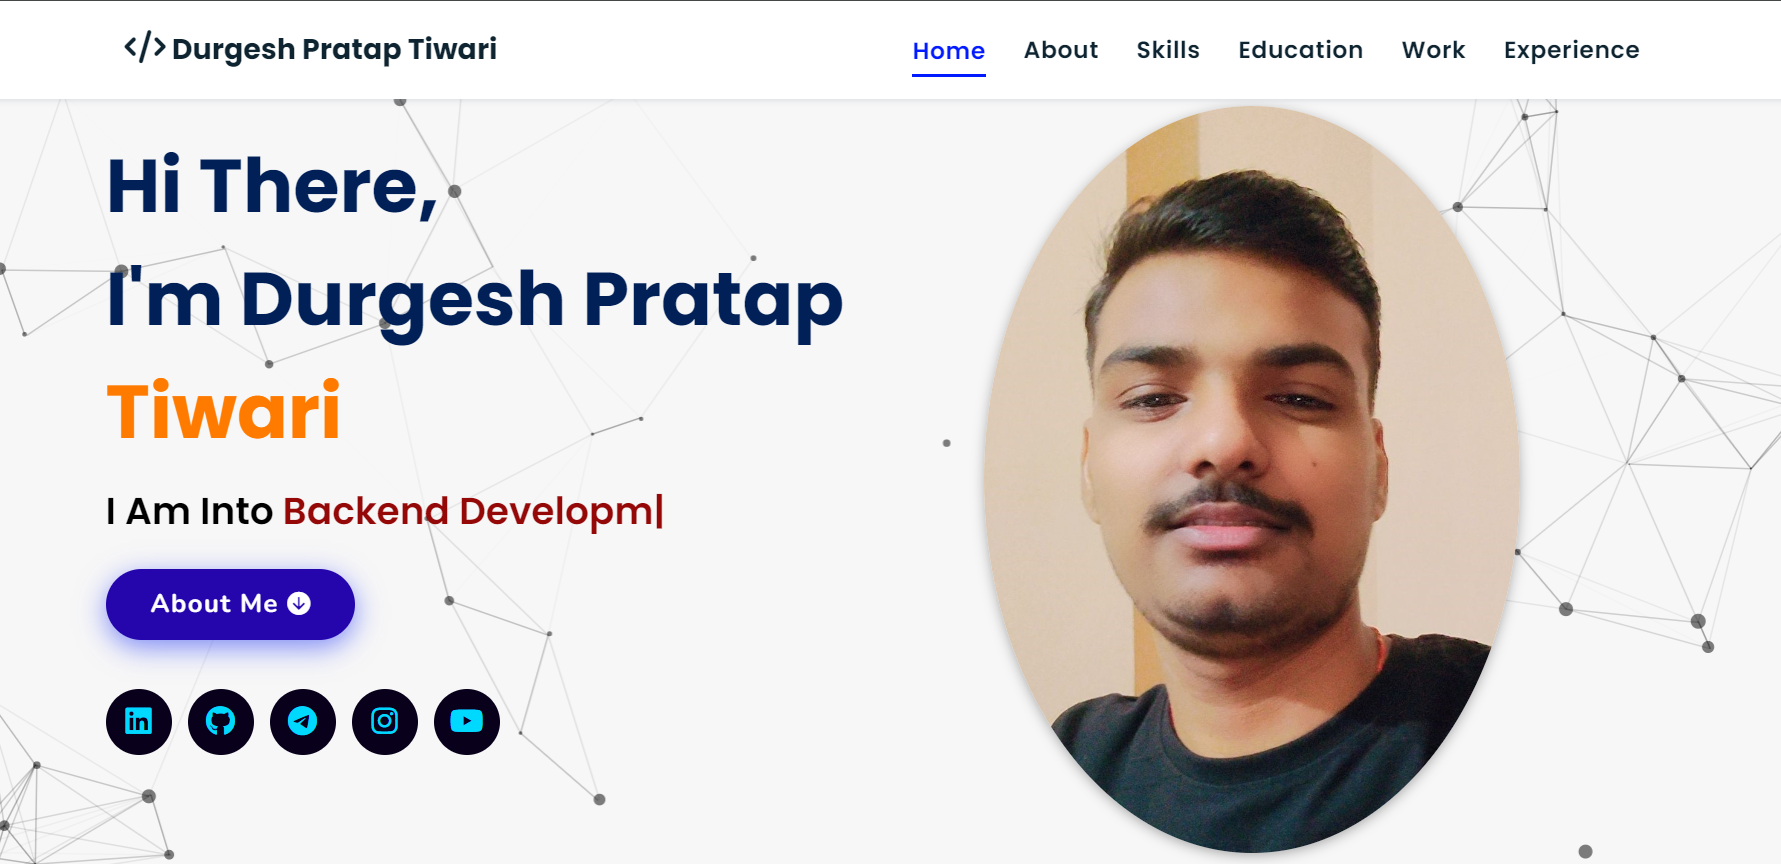 </> Durgesh Pratap Tiwari
Home About Skills Education Work Experience
Hi There,
I'm Durgesh Pratap
Tiwari
I Am Into Backend Developm|
About Me
in